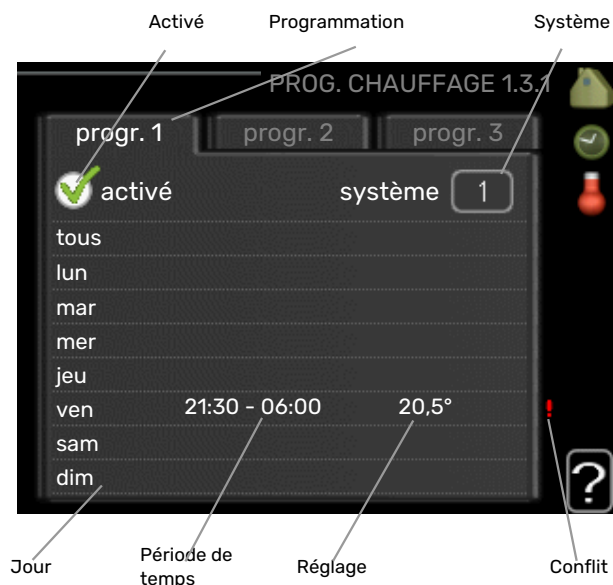 Activé Programmation Système
PROG. CHAUFFAGE 1.3.1
progr. 1 progr. 2 progr. 3
activé système 1
tous
lun
mar
mer
jeu
ven 21:30 - 06:00 20,5° !
sam
dim
?
Jour Période de temps Réglage Conflit